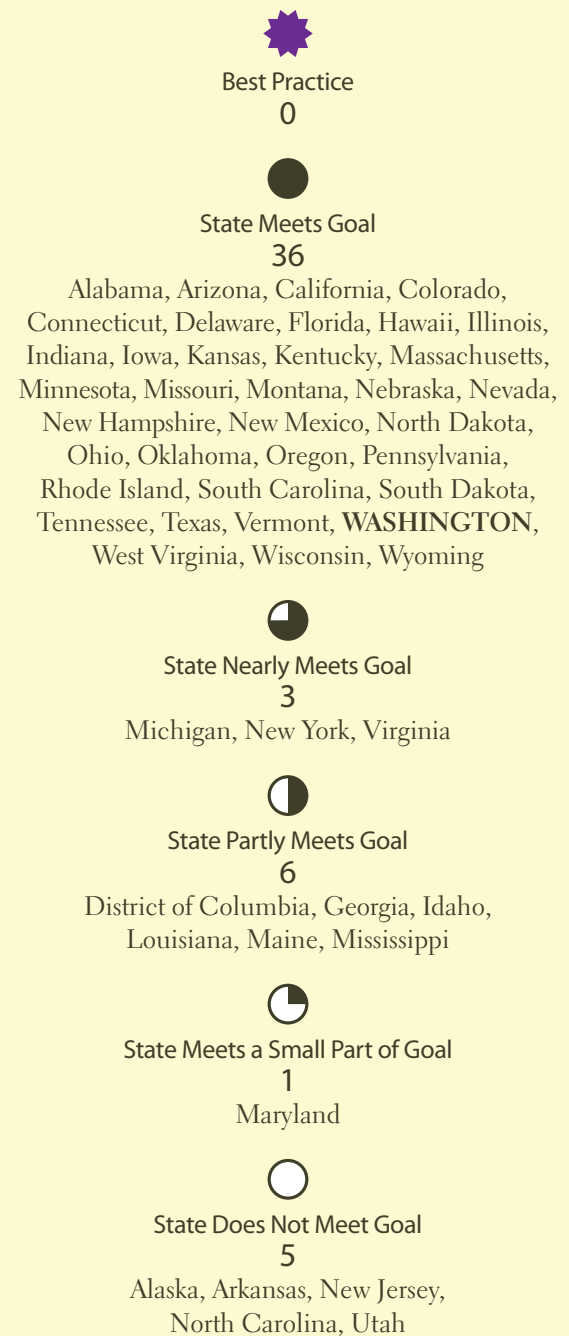 Best Practice
0
State Meets Goal
36
Alabama, Arizona, California, Colorado,
Connecticut, Delaware, Florida, Hawaii, Illinois,
Indiana, Iowa, Kansas, Kentucky, Massachusetts,
Minnesota, Missouri, Montana, Nebraska, Nevada,
New Hampshire, New Mexico, North Dakota,
Ohio, Oklahoma, Oregon, Pennsylvania,
Rhode Island, South Carolina, South Dakota,
Tennessee, Texas, Vermont, WASHINGTON,
West Virginia, Wisconsin, Wyoming
State Nearly Meets Goal
3
Michigan, New York, Virginia
State Partly Meets Goal
6
District of Columbia, Georgia, Idaho,
Louisiana, Maine, Mississippi
State Meets a Small Part of Goal
1
Maryland
State Does Not Meet Goal
5
Alaska, Arkansas, New Jersey,
North Carolina, Utah